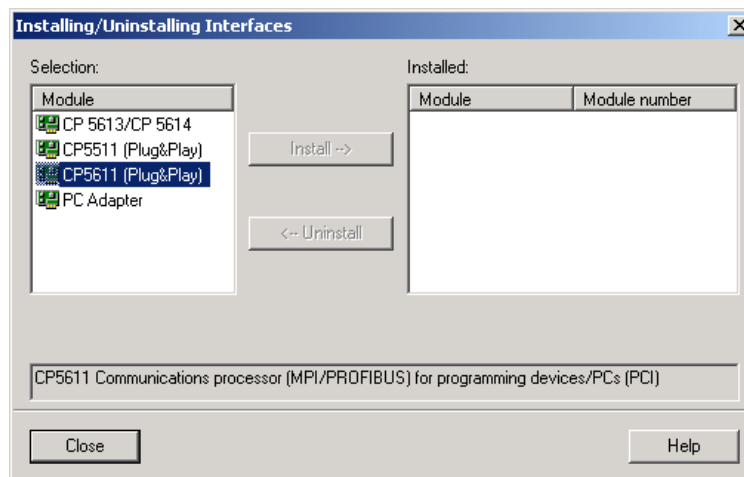 Installing/Uninstalling Interfaces
Selection:
Installed:
Module
Module
Module number
CP 5613/CP 5614
CP5511 (Plug&Play)
CP5611 (Plug&Play)
PC Adapter
Install -->
<-- Uninstall
CP5611 Communications processor (MPI/PROFIBUS) for programming devices/PCs (PCI)
Close
Help